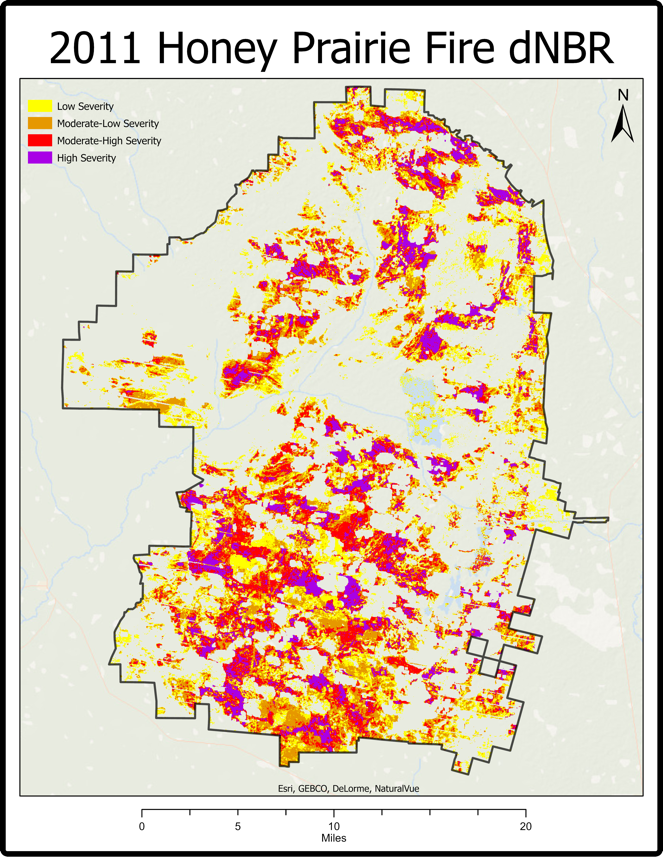 2011 Honey Prairie Fire dNBR
Low Severity
Moderate-Low Severity
Moderate-High Severity
High Severity
N
Esri, GEBCO, DeLorme, NaturalVue
0 5 10 20
Miles